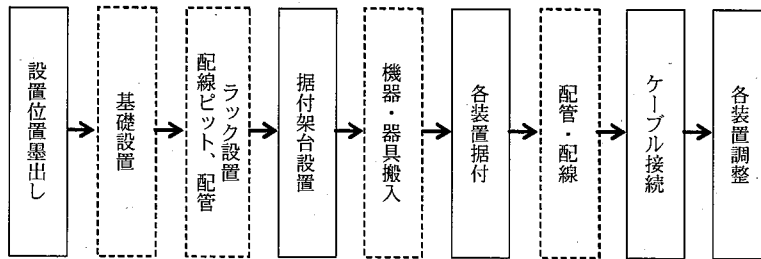 設置位置墨出し
基礎設置
配線ピット、配管
ラック設置
据付架台設置
機器・器具搬入
各装置据付
配管・配線
ケーブル接続
各装置調整